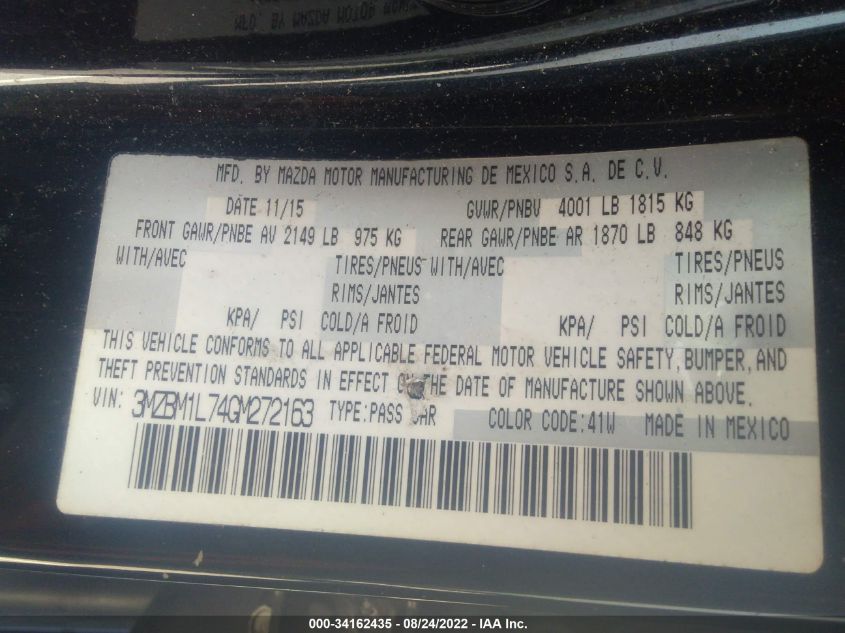 MFD. BY MAZDA MOTOR
MFD. BY MAZDA MOTOR MANUFACTURING DE MEXICO S.A. DE C.V.
DATE 11/15 GVWR/PNBV 4001 LB 1815 KG
FRONT GAWR/PNBE AV 2149 LB 975 KG REAR GAWR/PNBE AR 1870 LB 848 KG
WITH/AVEC TIRES/PNEUS WITH/AVEC TIRES/PNEUS
RIMS/JANTES RIMS/JANTES
KPA/ PSI COLD/A FROID KPA/ PSI COLD/A FROID
THIS VEHICLE CONFORMS TO ALL APPLICABLE FEDERAL MOTOR VEHICLE SAFETY, BUMPER, AND
THEFT PREVENTION STANDARDS IN EFFECT THE DATE OF MANUFACTURE SHOWN ABOVE.
VIN: 3MZBM1L74GM272163 TYPE:PASS CAR COLOR CODE:41W MADE IN MEXICO
000-34162435 - 08/24/2022 - IAA Inc.